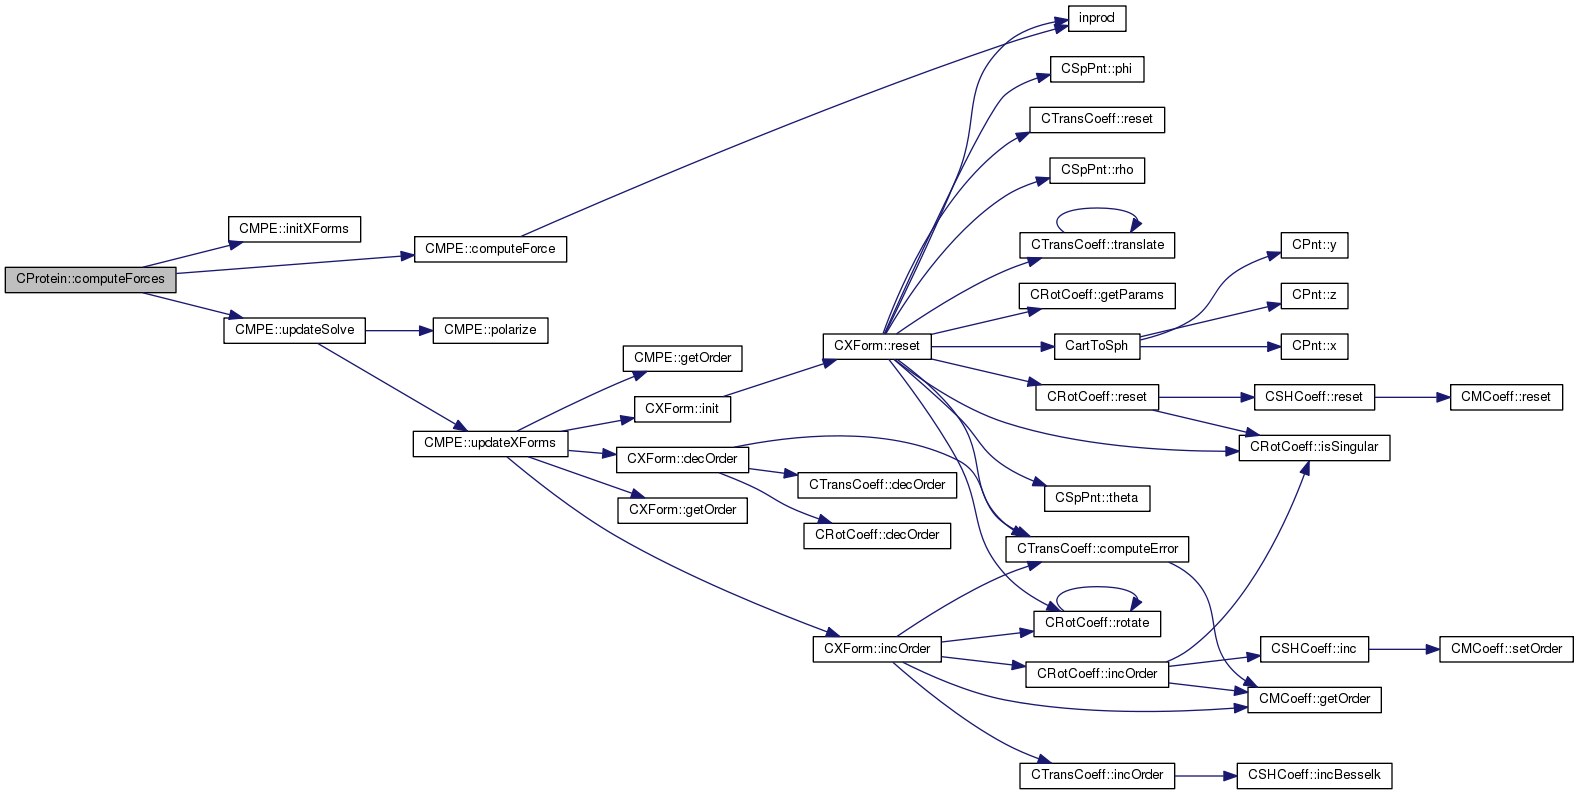 inprod
CSpPnt::phi
CTransCoeff::reset
CSpPnt::rho
CMPE::initXForms
CMPE::computeForce
CTransCoeff::translate
CPnt::y
CProtein::computeForces
CRotCoeff::getParams
CPnt::z
CMPE::updateSolve
CMPE::polarize
CXForm::reset
CartToSph
CPnt::x
CMPE::getOrder
CRotCoeff::reset
CSHCoeff::reset
CMCoeff::reset
CXForm::init
CMPE::updateXForms
CRotCoeff::isSingular
CXForm::decOrder
CTransCoeff::decOrder
CSpPnt::theta
CXForm::getOrder
CRotCoeff::decOrder
CTransCoeff::computeError
CRotCoeff::rotate
CXForm::incOrder
CSHCoeff::inc
CMCoeff::setOrder
CRotCoeff::incOrder
CMCoeff::getOrder
CTransCoeff::incOrder
CSHCoeff::incBesselk